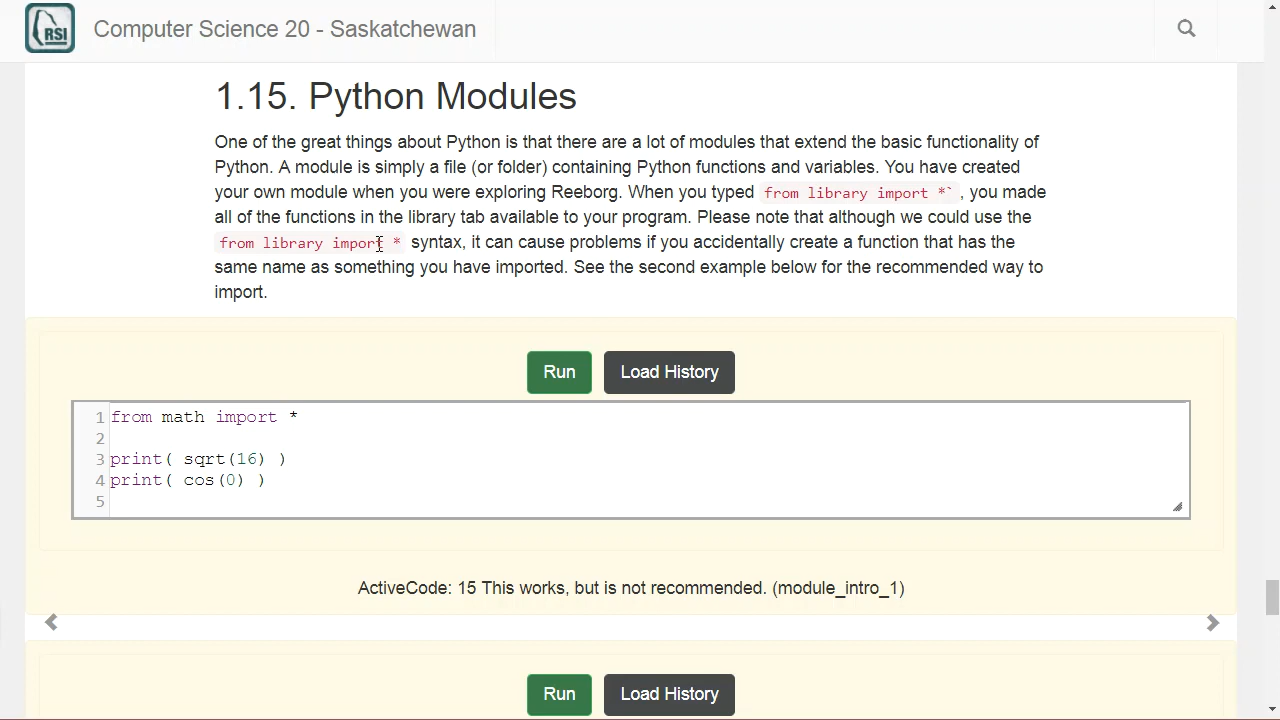 RSI
Computer Science 20 - Saskatchewan
1.15. Python Modules
One of the great things about Python is that there are a lot of modules that extend the basic functionality of
Python. A module is simply a file (or folder) containing Python functions and variables. You have created
your own module when you were exploring Reeborg. When you typed from library import *` , you made
all of the functions in the library tab available to your program. Please note that although we could use the
from library import * syntax, it can cause problems if you accidentally create a function that has the
same name as something you have imported. See the second example below for the recommended way to
import.
Run Load History
1 from math import *
2
3 print( sqrt(16) )
4 print( cos(0) )
5
ActiveCode: 15 This works, but is not recommended. (module_intro_1)
Run Load History